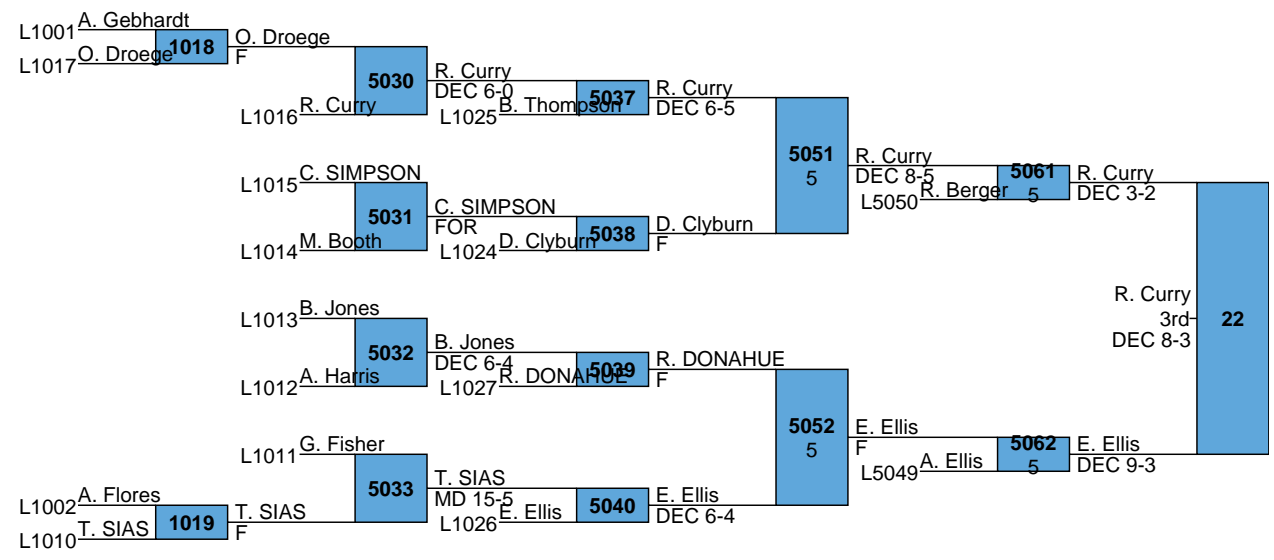 A. Gebhardt
L1001
1018
O. Droege
F
L1017
O. Droege
5030
R. Curry
DEC 6-0
L1016
R. Curry
5037
R. Curry
DEC 6-5
L1025
B. Thompson
5051
5
R. Curry
DEC 8-5
L1015
C. SIMPSON
5031
C. SIMPSON
FOR
L1014
M. Booth
5038
D. Clyburn
F
L1024
D. Clyburn
5061
5
R. Curry
DEC 3-2
L5050
R. Berger
L1013
B. Jones
5032
B. Jones
DEC 6-4
L1012
A. Harris
5039
R. DONAHUE
F
L1027
R. DONAHUE
R. Curry
3rd
DEC 8-3
22
5052
5
E. Ellis
F
L1011
G. Fisher
5033
T. SIAS
MD 15-5
L1002
A. Flores
1019
T. SIAS
F
L1010
T. SIAS
5040
E. Ellis
DEC 6-4
L1026
E. Ellis
5062
5
E. Ellis
DEC 9-3
L5049
A. Ellis